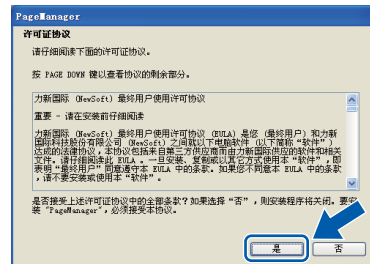 PageManager
许可证协议
请仔细阅读下面的许可证协议。
按 PAGE DOWN 键以查看协议的剩余部分。
力新国际 (NewSoft) 最终用户使用许可协议
重要 - 请在安装前仔细阅读
力新国际 (NewSoft) 最终用户许可协议 (EULA) 是您 (最终用户) 和力新
国际科技股份有限公司 (NewSoft) 之间就以下电脑软件 (以下简称 “软件”)
达成的法律协议，本协议包括来自第三方供应商而由力新国际供应的软件和相关
文件。请仔细阅读此 EULA 。一旦安装、复制或以其它方式使用本 “软件”，即
表明 “最终用户” 同意遵守本 EULA 中的条款。如果您不同意本 EULA 中的条款
，请不要安装或使用本 “软件”。
是否接受上述许可证协议中的全部条款？如果选择 “否” ，则安装程序将关闭。要安
装 “PageManager”，必须接受本协议。
是
否